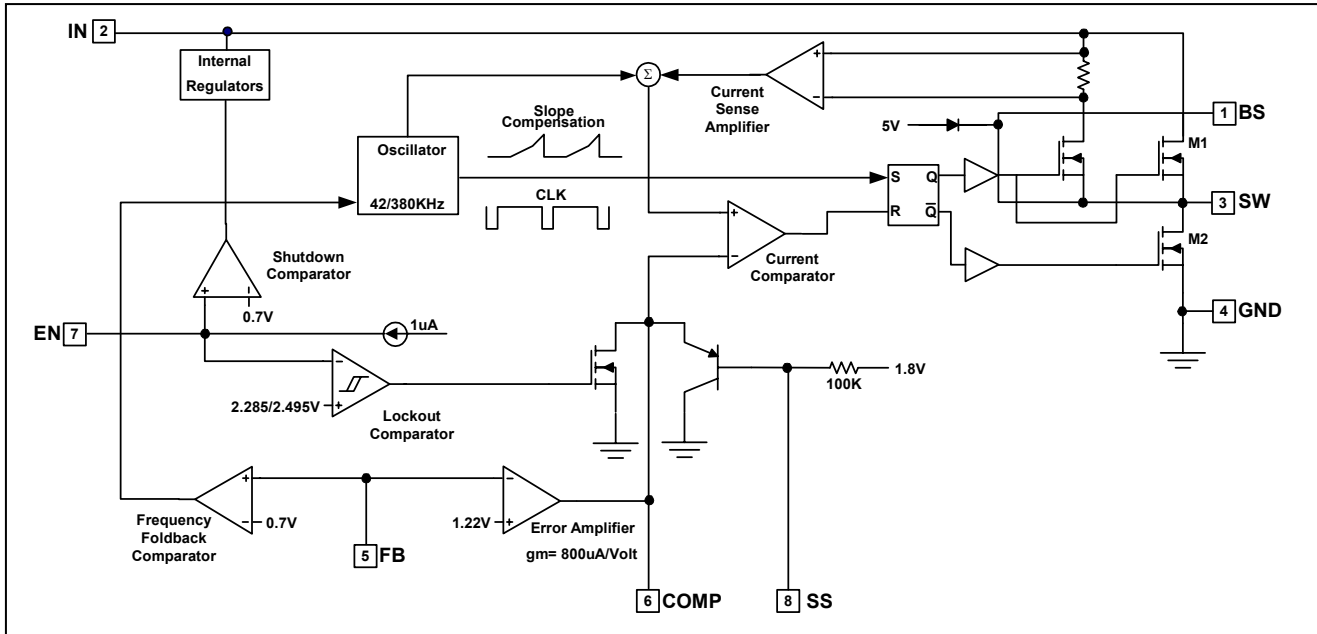 IN 2
Internal
Regulators
Σ
+
−
Current
Sense
Amplifier
5V
1 BS
M1
Slope
Compensation
Oscillator
42/380KHz
CLK
S Q
R Q̅
3 SW
+
−
Current
Comparator
M2
Shutdown
Comparator
+ −
0.7V
4 GND
EN 7
1uA
−
2.285/2.495V +
Lockout
Comparator
100K
1.8V
+
− 0.7V
Frequency
Foldback
Comparator
−
1.22V +
Error Amplifier
gm= 800uA/Volt
5 FB
6 COMP
8 SS